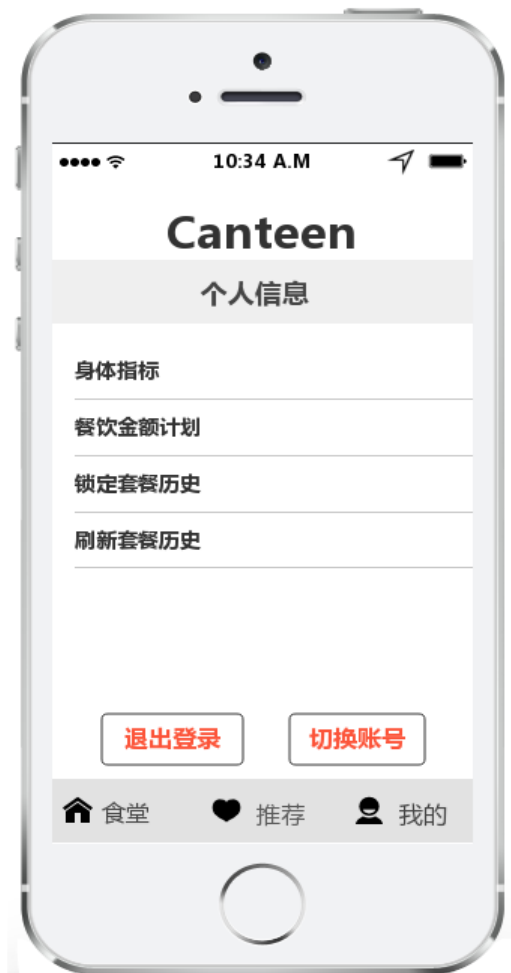 10:34 A.M
Canteen
个人信息
身体指标
餐饮金额计划
锁定套餐历史
刷新套餐历史
退出登录 切换账号
食堂 推荐 我的